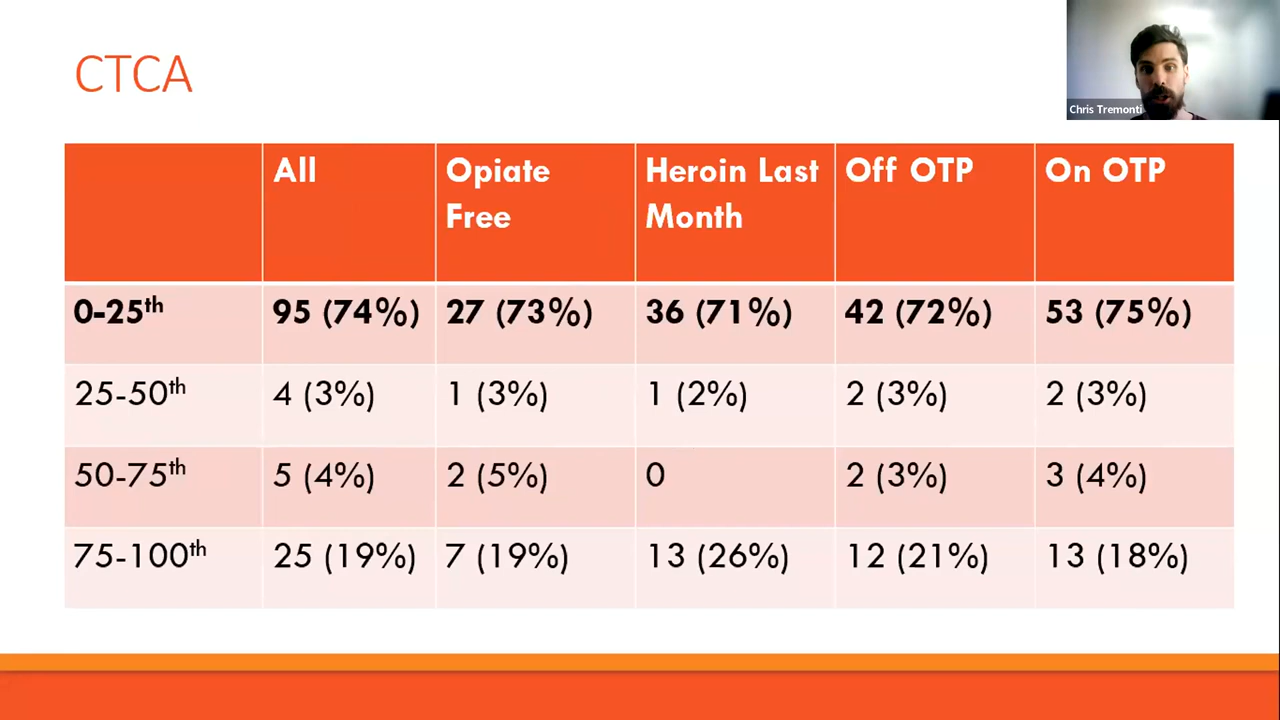 CTCA
Chris Tremonti
All
Opiate
Free
Heroin Last
Month
Off OTP
On OTP
0-25th
95 (74%)
27 (73%)
36 (71%)
42 (72%)
53 (75%)
25-50th
4 (3%)
1 (3%)
1 (2%)
2 (3%)
2 (3%)
50-75th
5 (4%)
2 (5%)
0
2 (3%)
3 (4%)
75-100th
25 (19%)
7 (19%)
13 (26%)
12 (21%)
13 (18%)